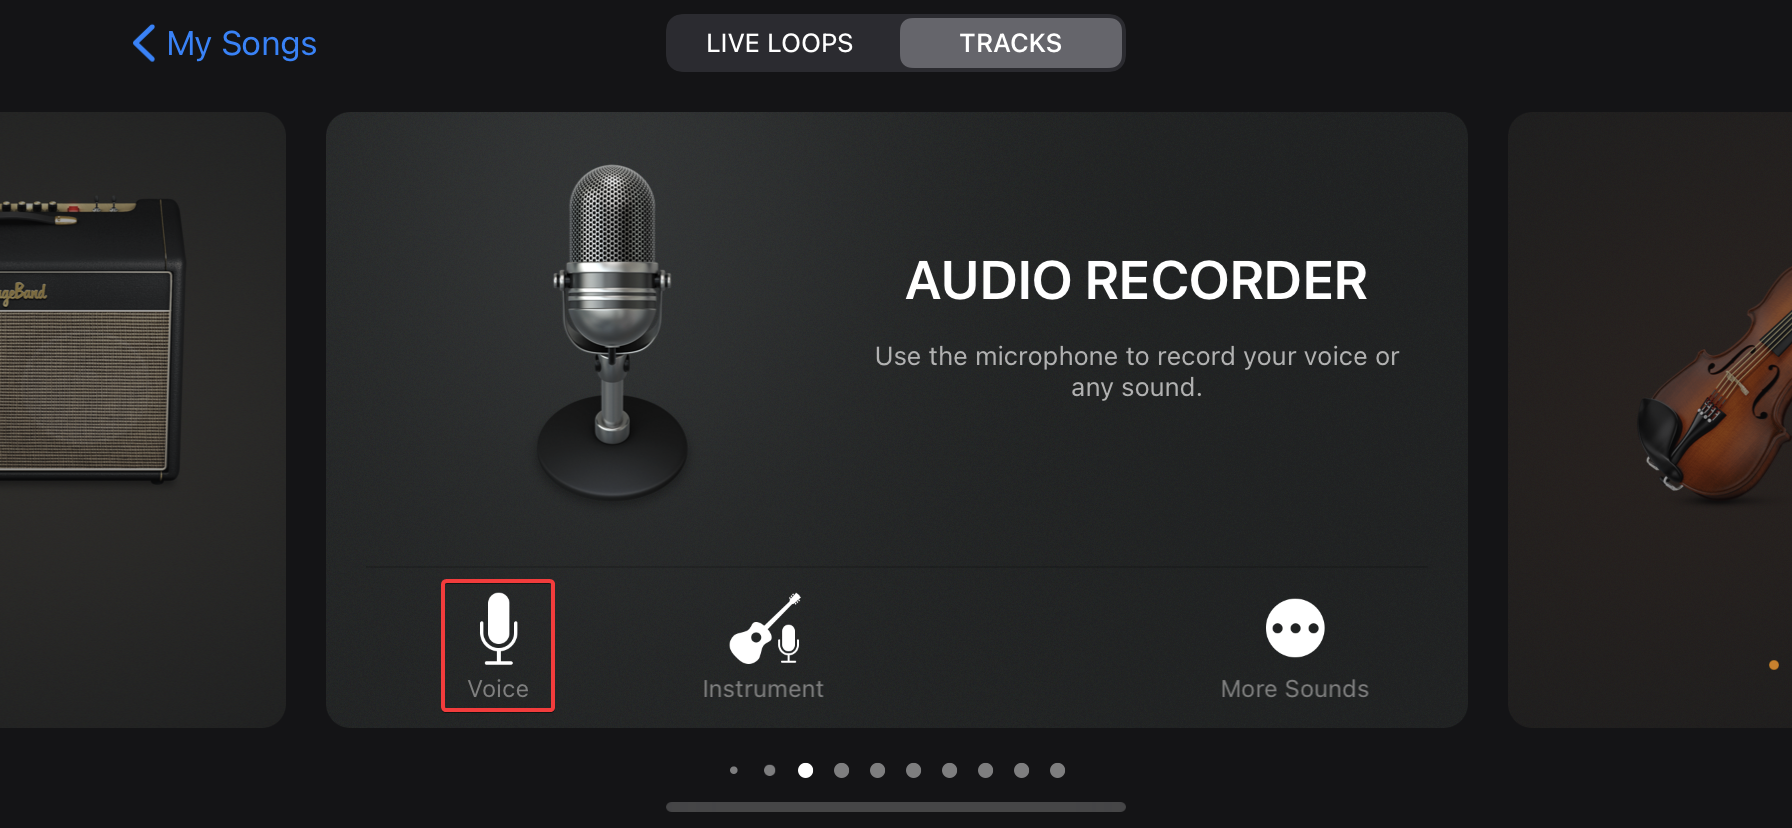 My Songs
LIVE LOOPS
TRACKS
geBand
AUDIO RECORDER
Use the microphone to record your voice or
any sound.
Voice
Instrument
More Sounds